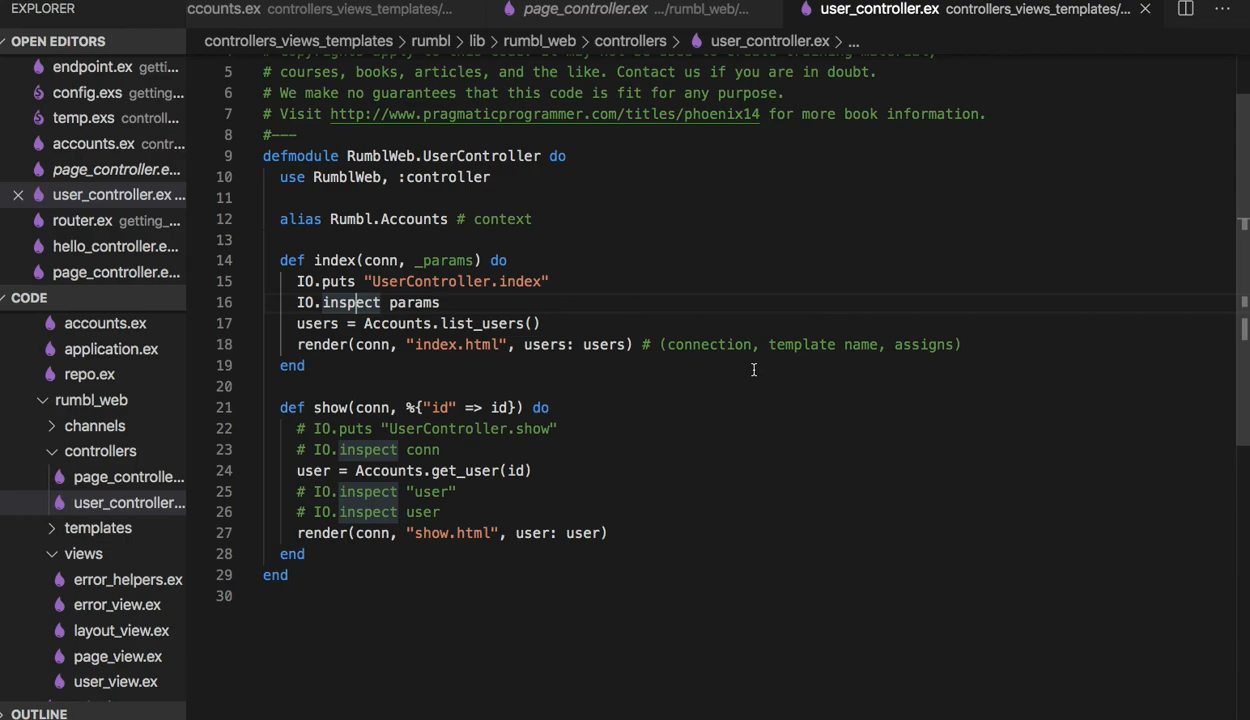 EXPLORER
ccounts.ex controllers_views_templates/...
page_controller.ex .../rumbl_web/...
user_controller.ex controllers_views_templates/...
OPEN EDITORS
endpoint.ex getti...
config.exs getting...
temp.exs controll...
accounts.ex contr...
page_controller.e...
user_controller.ex ...
router.ex getting_...
hello_controller.e...
page_controller.e...
CODE
accounts.ex
application.ex
repo.ex
rumbl_web
channels
controllers
page_controlle...
user_controller...
templates
views
error_helpers.ex
error_view.ex
layout_view.ex
page_view.ex
user_view.ex
OUTLINE
controllers_views_templates > rumbl > lib > rumbl_web > controllers > user_controller.ex > ...
5 # courses, books, articles, and the like. Contact us if you are in doubt.
6 # We make no guarantees that this code is fit for any purpose.
7 # Visit http://www.pragmaticprogrammer.com/titles/phoenix14 for more book information.
8 #---
9 defmodule RumblWeb.UserController do
10 use RumblWeb, :controller
11
12 alias Rumbl.Accounts # context
13
14 def index(conn, _params) do
15 IO.puts "UserController.index"
16 IO.inspect params
17 users = Accounts.list_users()
18 render(conn, "index.html", users: users) # (connection, template name, assigns)
19 end
20
21 def show(conn, %{"id" => id}) do
22 # IO.puts "UserController.show"
23 # IO.inspect conn
24 user = Accounts.get_user(id)
25 # IO.inspect "user"
26 # IO.inspect user
27 render(conn, "show.html", user: user)
28 end
29 end
30